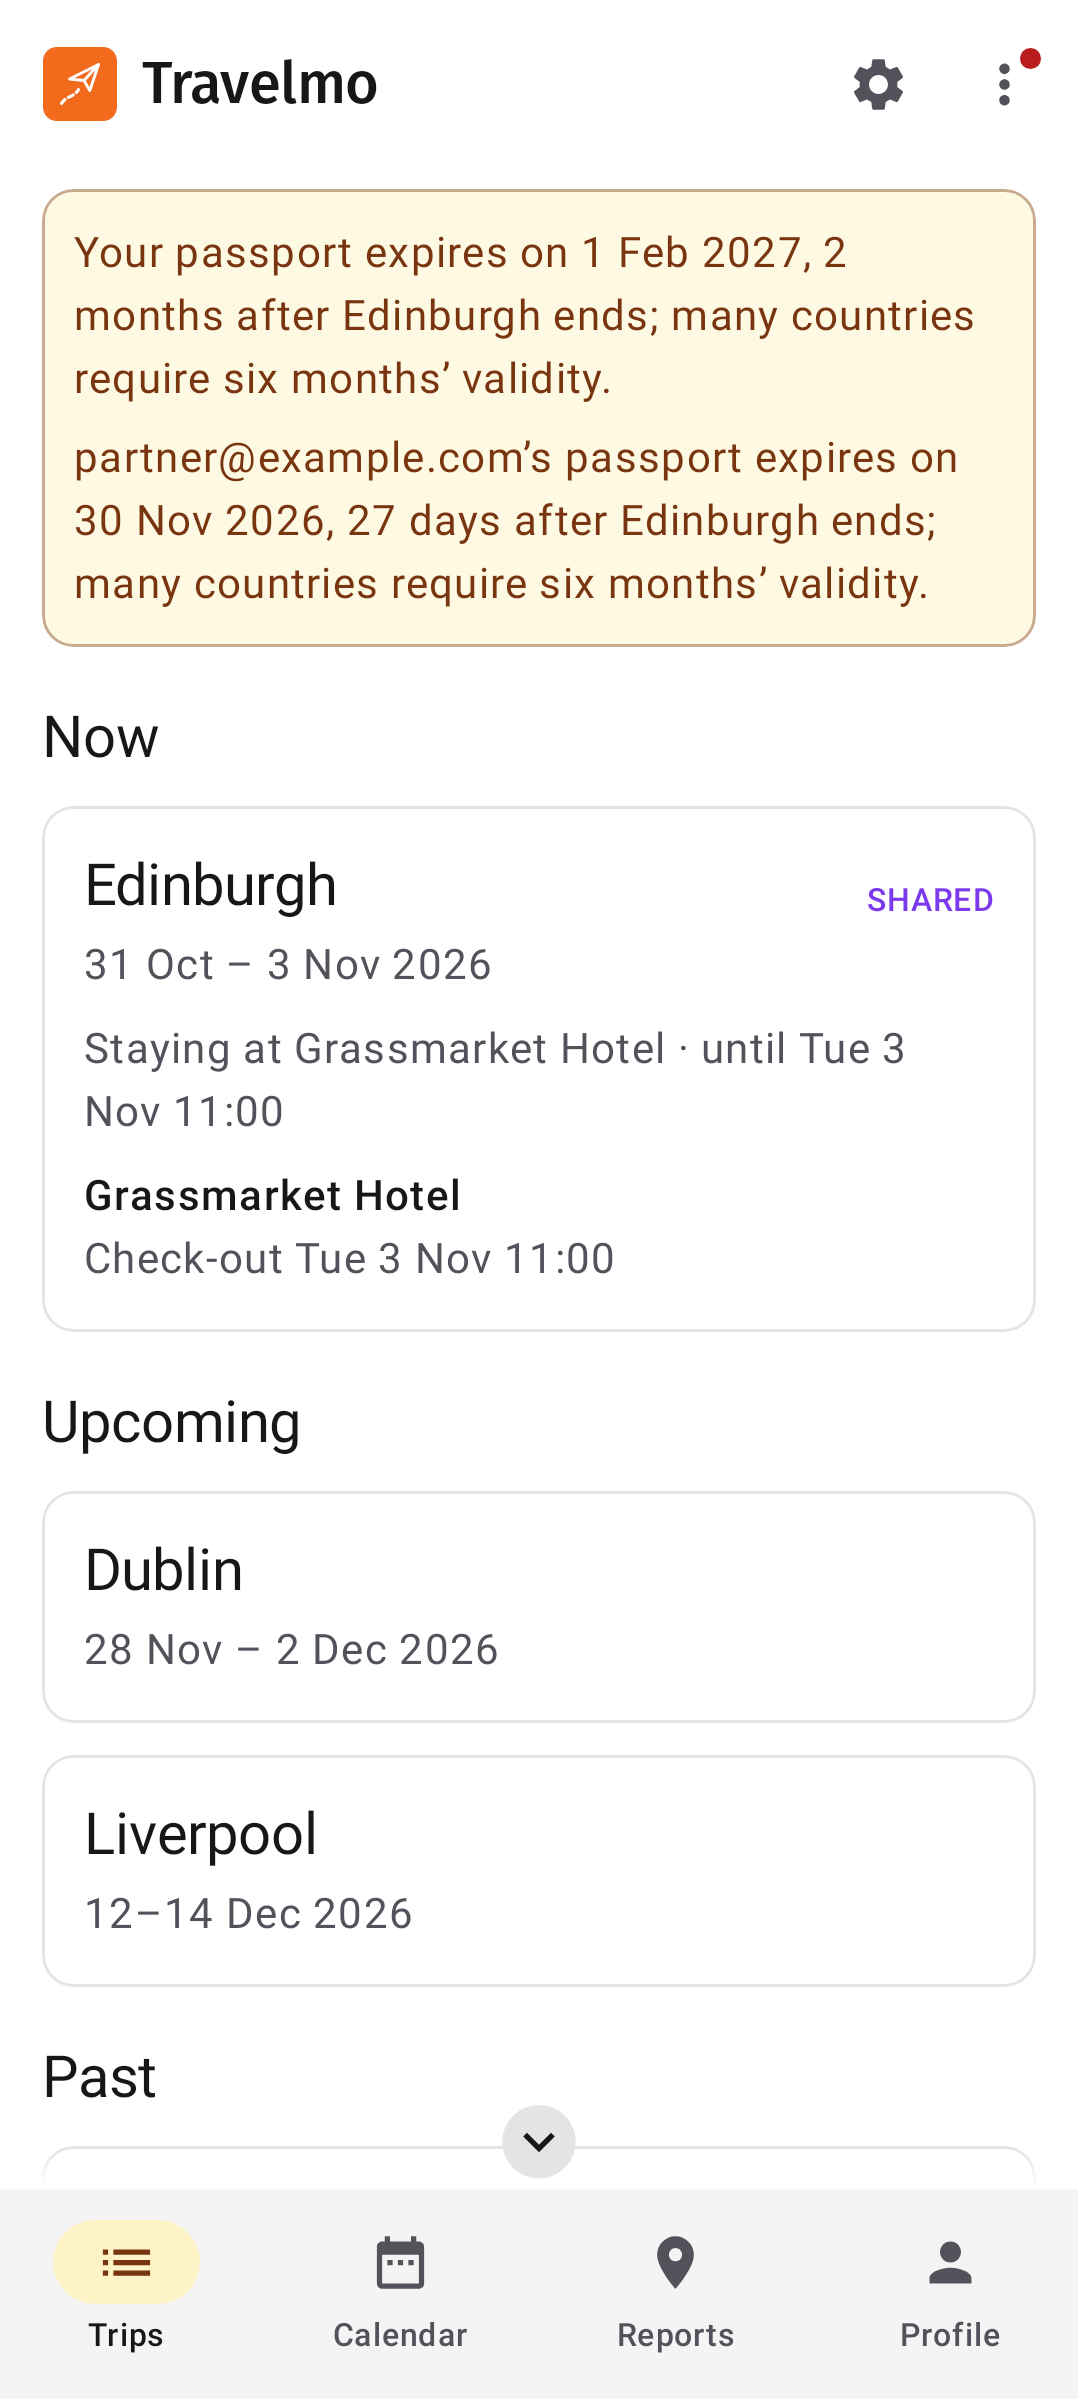 Travelmo
Your passport expires on 1 Feb 2027, 2
months after Edinburgh ends; many countries
require six months’ validity.
partner@example.com’s passport expires on
30 Nov 2026, 27 days after Edinburgh ends;
many countries require six months’ validity.
Now
Edinburgh
SHARED
31 Oct – 3 Nov 2026
Staying at Grassmarket Hotel · until Tue 3
Nov 11:00
Grassmarket Hotel
Check-out Tue 3 Nov 11:00
Upcoming
Dublin
28 Nov – 2 Dec 2026
Liverpool
12–14 Dec 2026
Past
Trips
Calendar
Reports
Profile